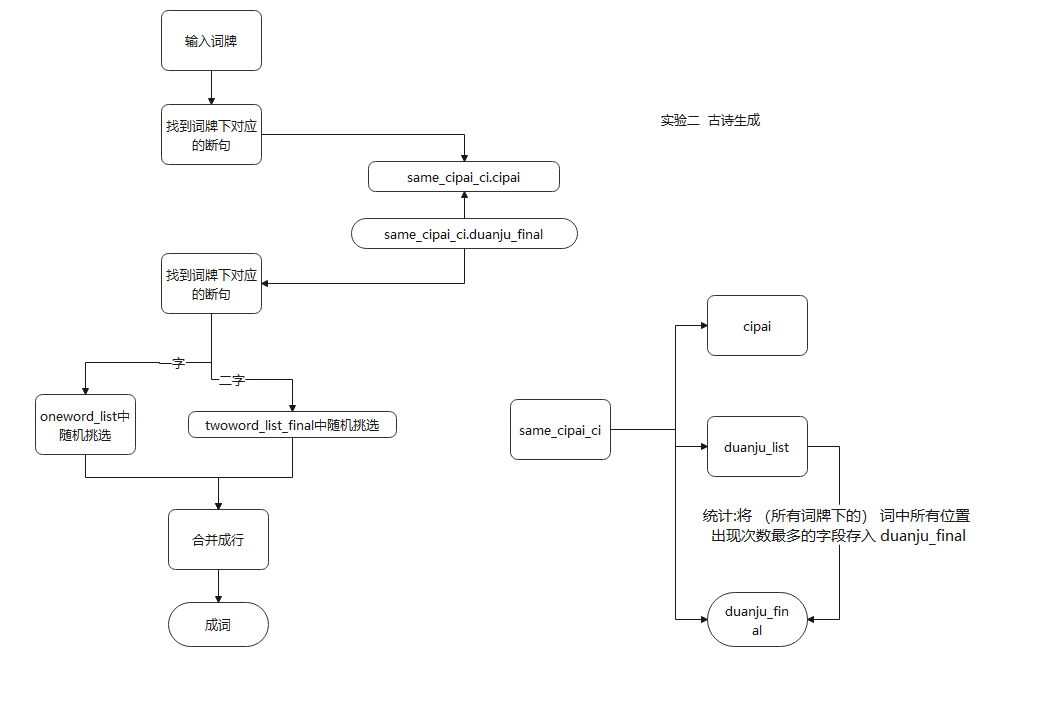 输入词牌
找到词牌下对应
的断句
实验二 古诗生成
same_cipai_ci.cipai
same_cipai_ci.duanju_final
找到词牌下对应
的断句
一字
二字
oneword_list中
随机挑选
twoword_list_final中随机挑选
合并成行
成词
cipai
same_cipai_ci
duanju_list
统计:将 （所有词牌下的） 词中所有位置
出现次数最多的字段存入 duanju_final
duanju_fin
al